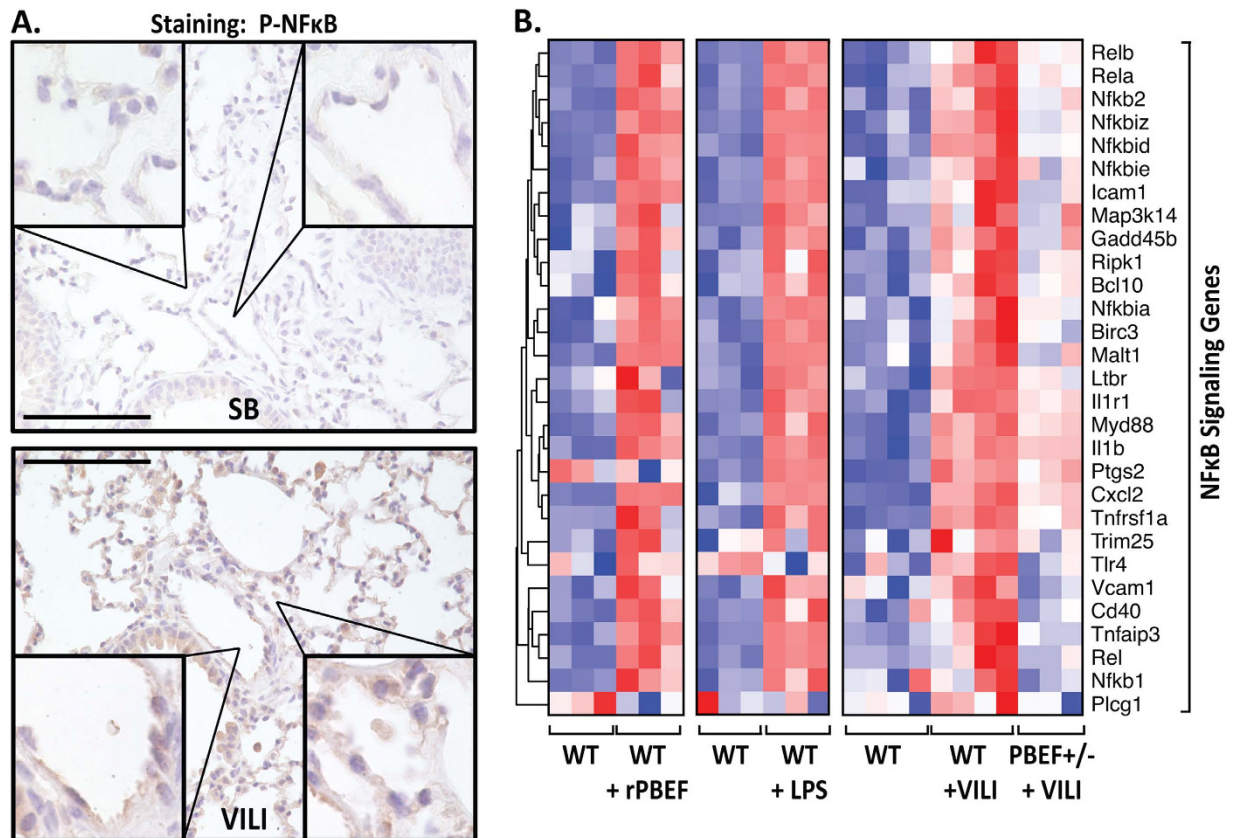 A.
Staining: P-NFκB
SB
VILI
B.
Relb
Rela
Nfkb2
Nfkbiz
Nfkbid
Nfkbie
Icam1
Map3k14
Gadd45b
Ripk1
Bcl10
Nfkbia
Birc3
Malt1
Ltbr
Il1r1
Myd88
Il1b
Ptgs2
Cxcl2
Tnfrsf1a
Trim25
Tlr4
Vcam1
Cd40
Tnfaip3
Rel
Nfkb1
Plcg1
NFκB Signaling Genes
WT WT WT WT WT WT PBEF+/-
+ rPBEF + LPS +VILI + VILI